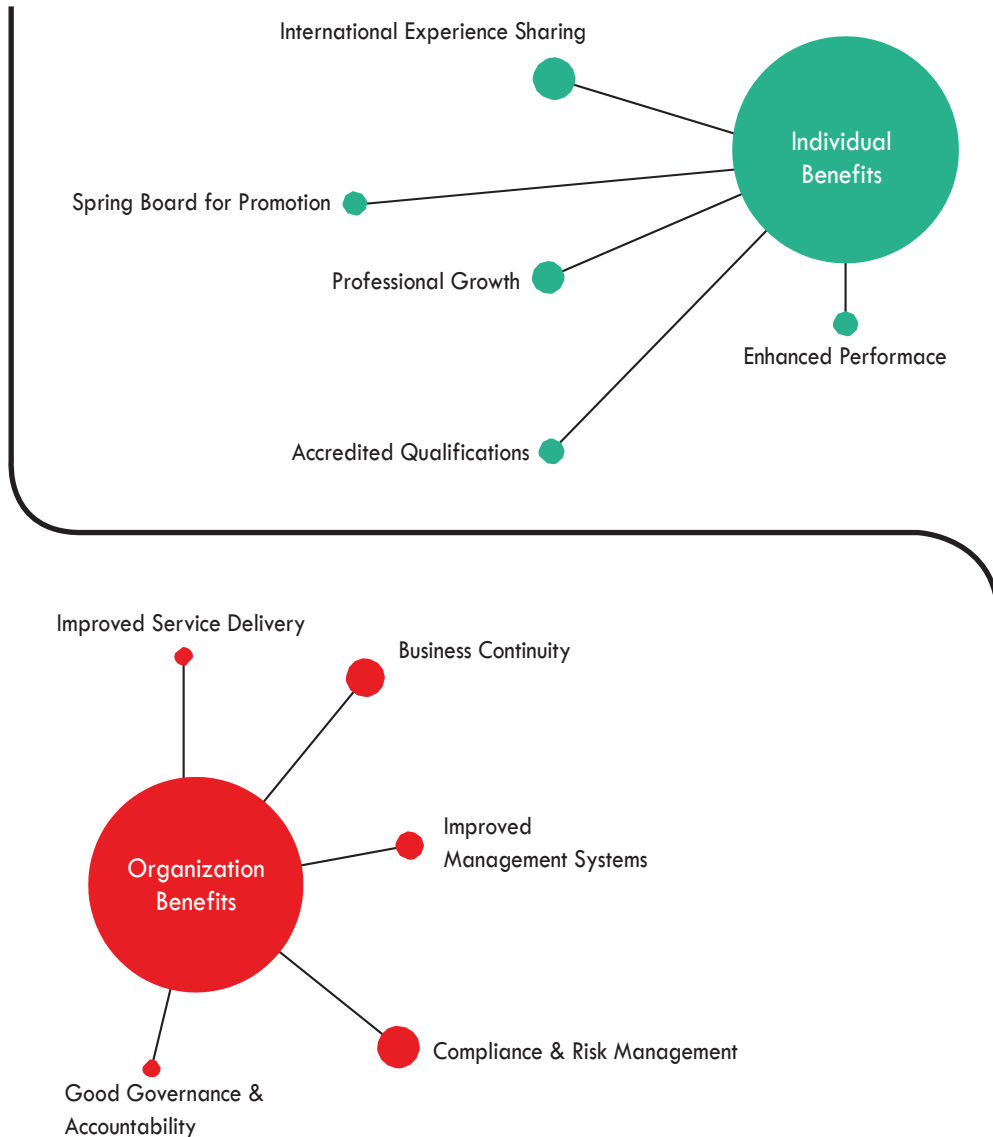 International Experience Sharing
Individual
Benefits
Spring Board for Promotion
Professional Growth
Enhanced Performace
Accredited Qualifications
Improved Service Delivery
Business Continuity
Improved
Management Systems
Organization
Benefits
Compliance & Risk Management
Good Governance &
Accountability